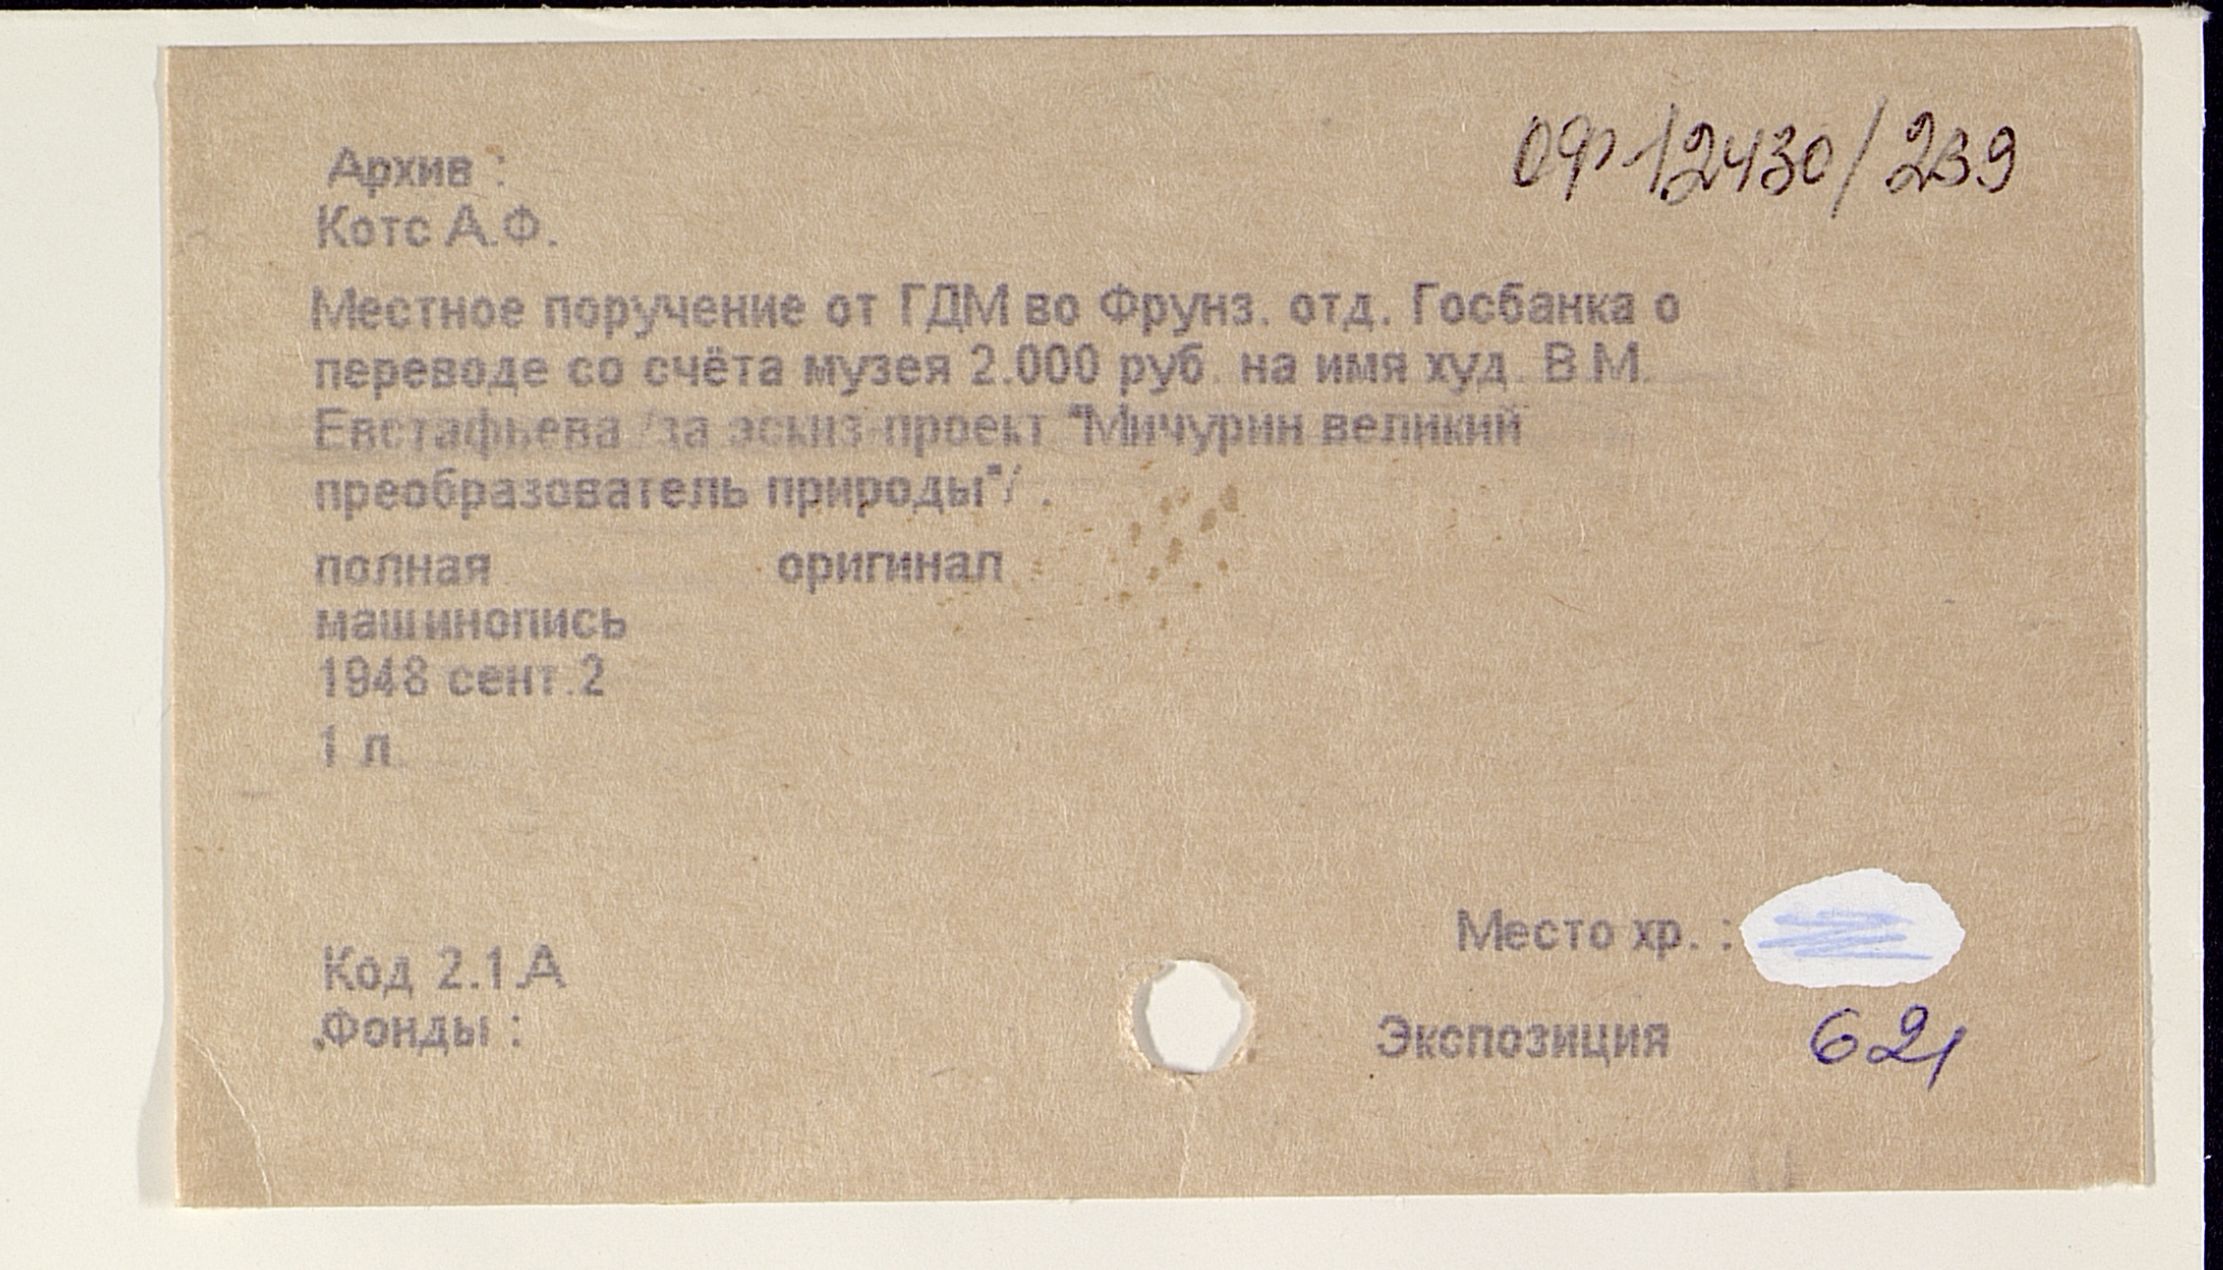 ОФ-12430/239
Архив :
Котс А.Ф.
Местное поручение от ГДМ во Фрунз. отд. Госбанка о
переводе со счёта музея 2.000 руб. на имя худ. В.М.
Евстафьева /за эскиз-проект "Мичурин великий
преобразователь природы"/ .
полная оригинал
машинопись
1948 сент.2
1 л.
Место хр. :
Код 2.1.А
Фонды :
Экспозиция 621